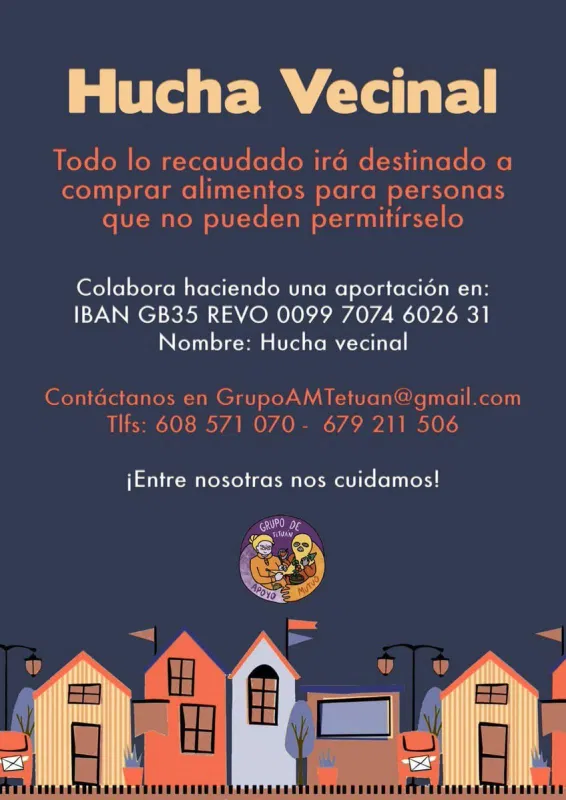 Hucha Vecinal
Todo lo recaudado irá destinado a
comprar alimentos para personas
que no pueden permitírselo
Colabora haciendo una aportación en:
IBAN GB35 REVO 0099 7074 6026 31
Nombre: Hucha vecinal
Contáctanos en GrupoAMTetuan@gmail.com
Tlfs: 608 571 070 - 679 211 506
¡Entre nosotras nos cuidamos!
GRUPO DE
TETUÁN
APOYO MUTUO